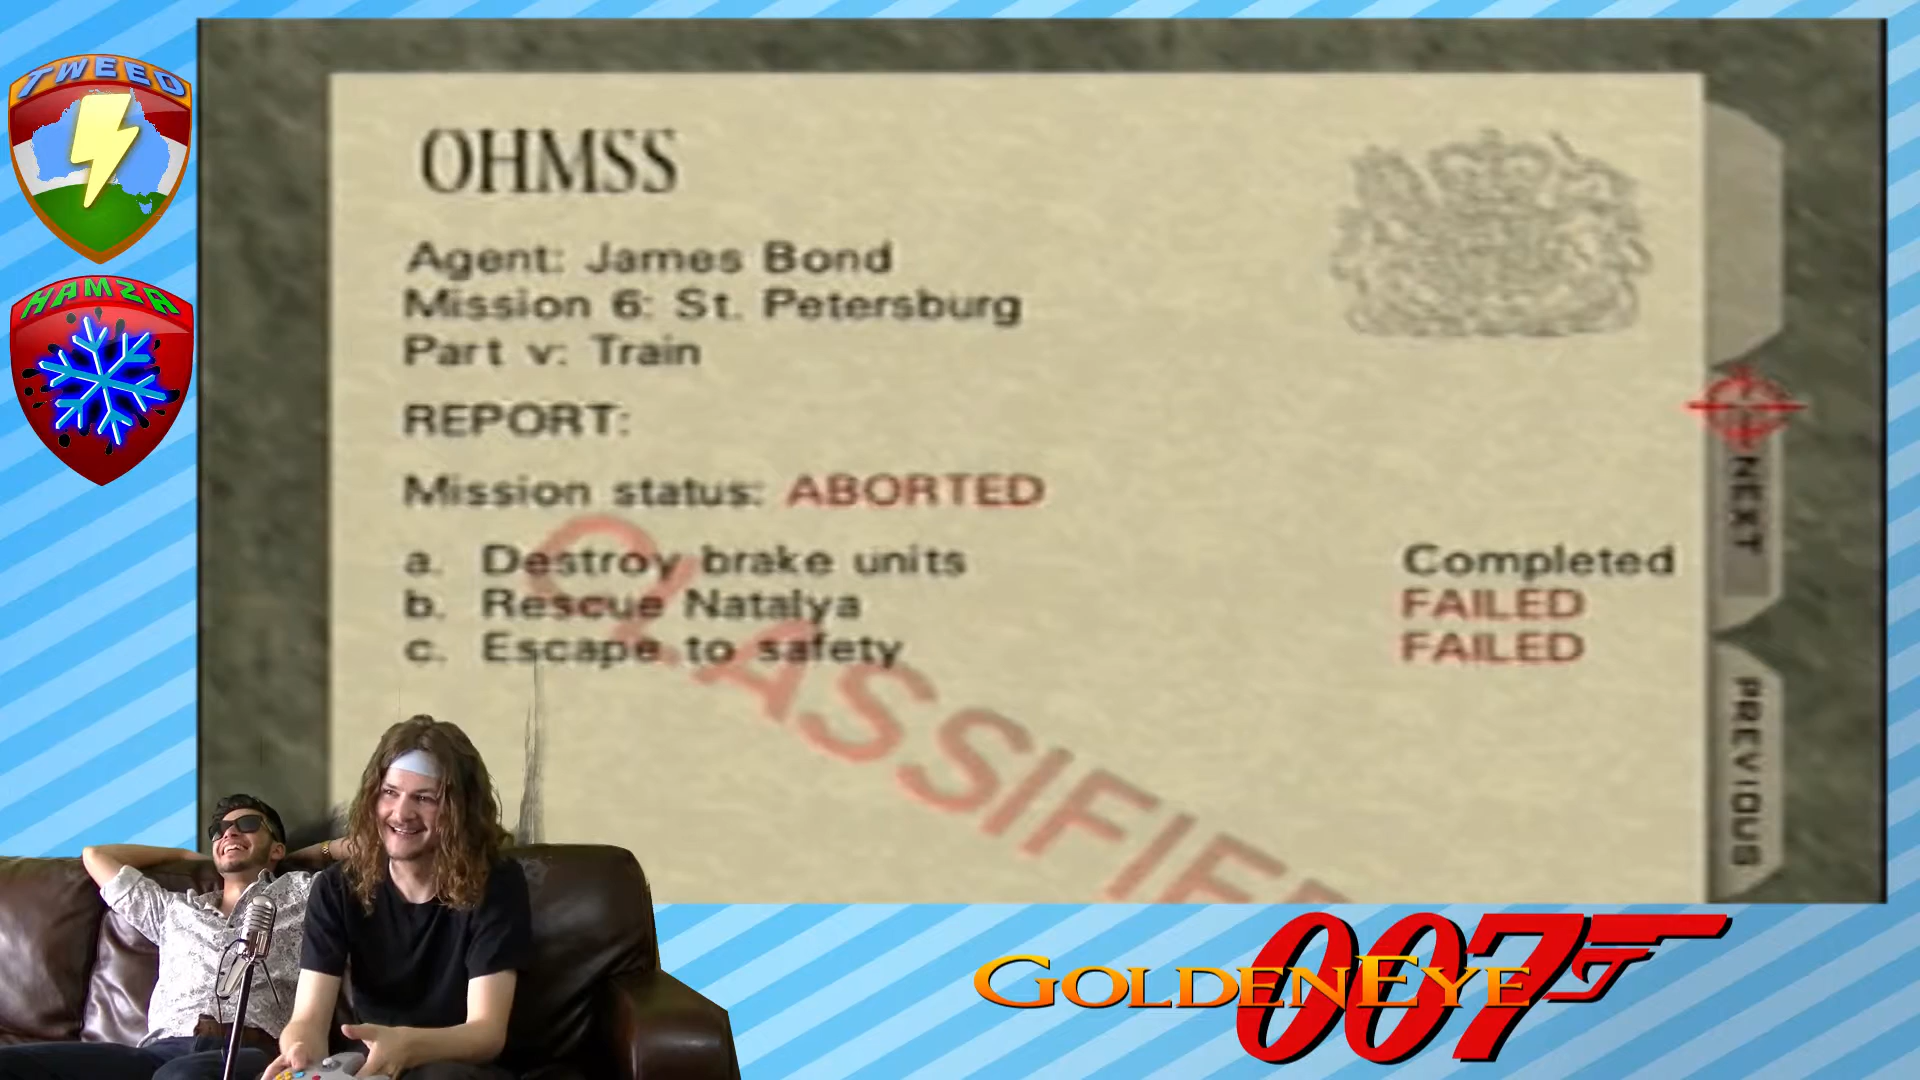 TWEED
HAMZA
OHMSS
Agent: James Bond
Mission 6: St. Petersburg
Part v: Train
REPORT:
Mission status: ABORTED
a. Destroy brake units Completed
b. Rescue Natalya FAILED
c. Escape to safety FAILED
CLASSIFIE
NEXT
PREVIOUS
GOLDENEYE
007